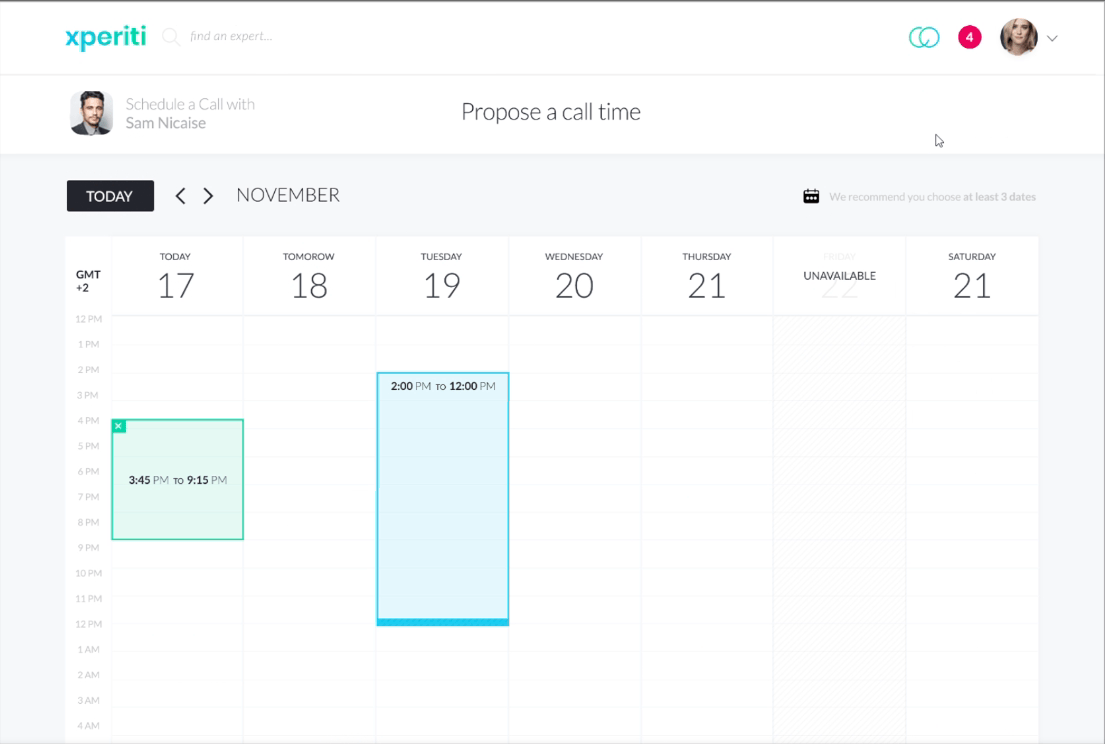 xperiti
find an expert...
4
Schedule a Call with
Sam Nicaise
Propose a call time
TODAY
NOVEMBER
We recommend you choose at least 3 dates
GMT
+2
TODAY
17
TOMOROW
18
TUESDAY
19
WEDNESDAY
20
THURSDAY
21
FRIDAY
22
UNAVAILABLE
SATURDAY
21
12 PM
1 PM
2 PM
3 PM
4 PM
5 PM
6 PM
7 PM
8 PM
9 PM
10 PM
11 PM
12 PM
1 AM
2 AM
3 AM
4 AM
3:45 PM TO 9:15 PM
2:00 PM TO 12:00 PM